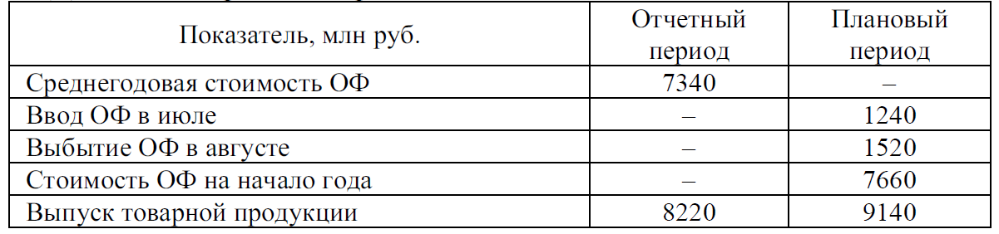 Показатель, млн руб.
Отчетный
период
Плановый
период
Среднегодовая стоимость ОФ 7340 –
Ввод ОФ в июле – 1240
Выбытие ОФ в августе – 1520
Стоимость ОФ на начало года – 7660
Выпуск товарной продукции 8220 9140